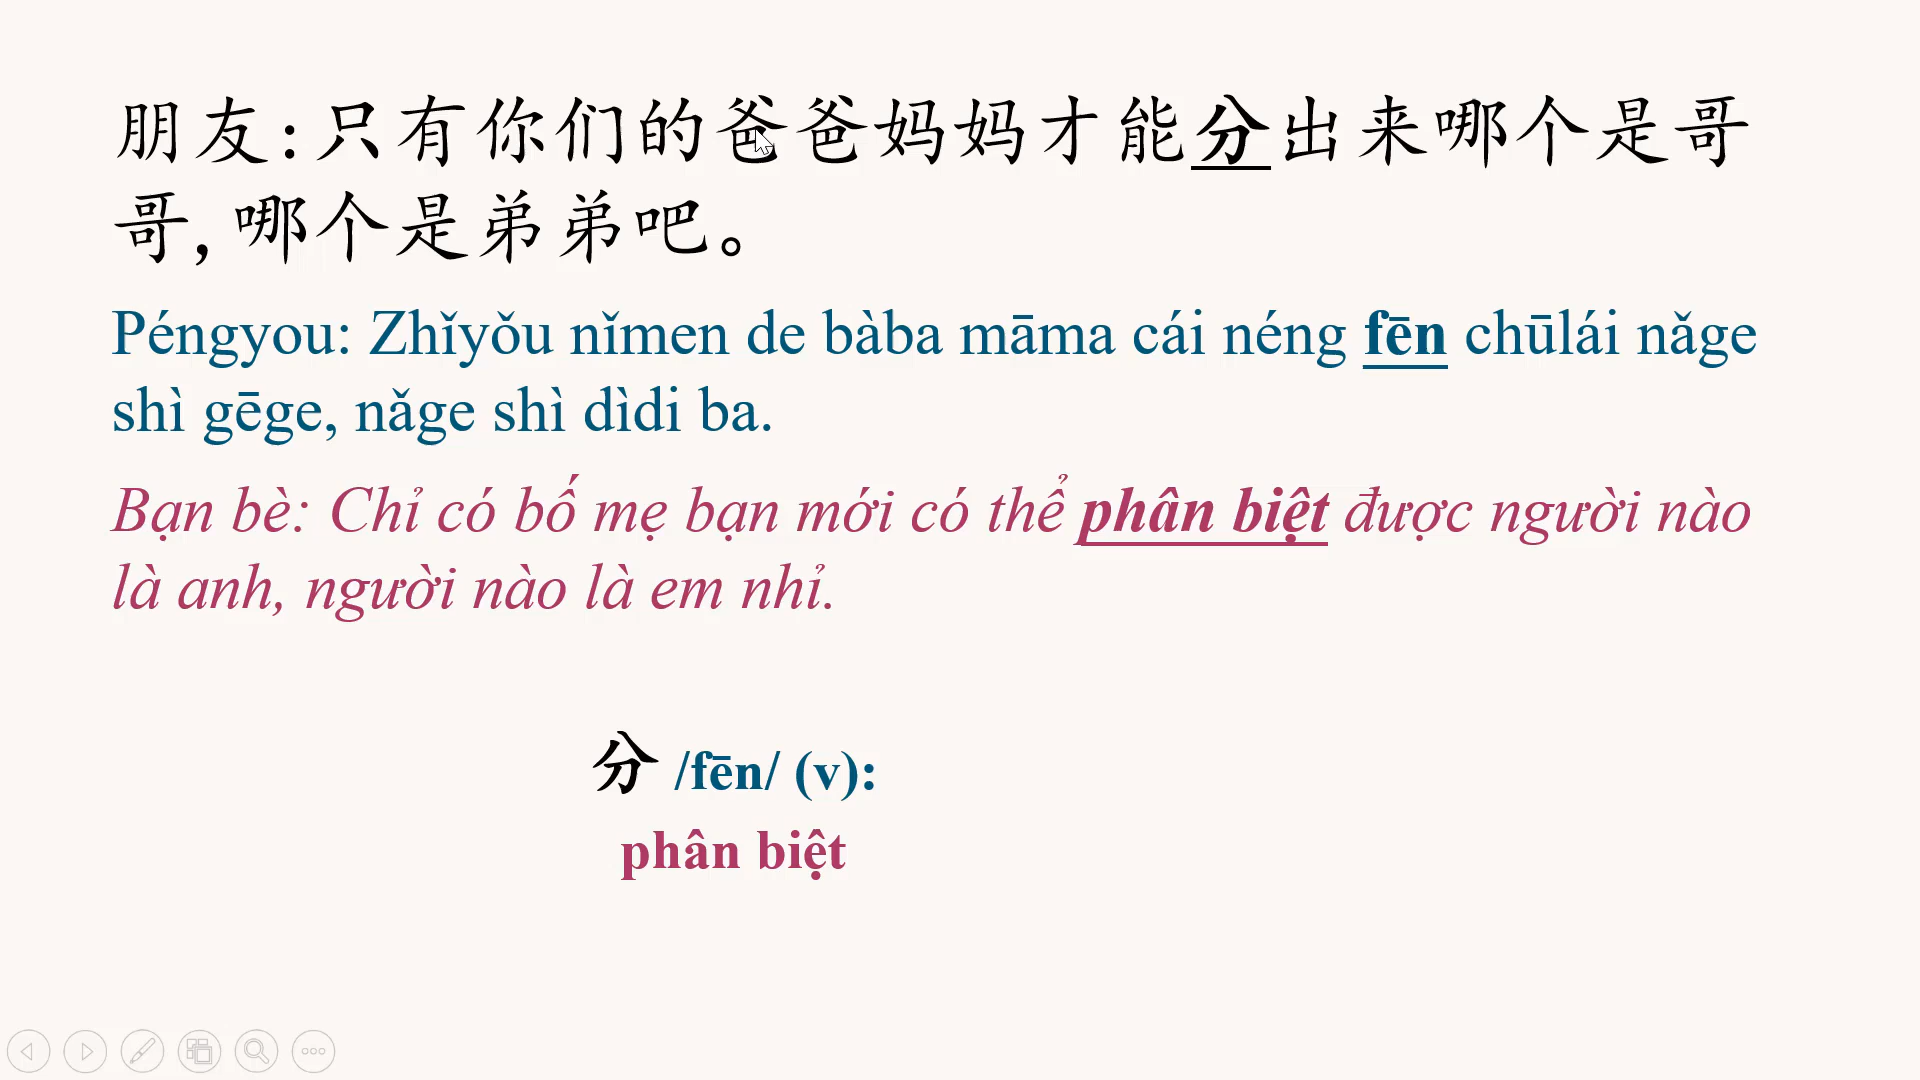 朋友:只有你们的爸爸妈妈才能分出来哪个是哥
哥,哪个是弟弟吧。
Péngyou: Zhǐyǒu nǐmen de bàba māma cái néng fēn chūlái nǎge
shì gēge, nǎge shì dìdi ba.
Bạn bè: Chỉ có bố mẹ bạn mới có thể phân biệt được người nào
là anh, người nào là em nhỉ.
分 /fēn/ (v):
phân biệt